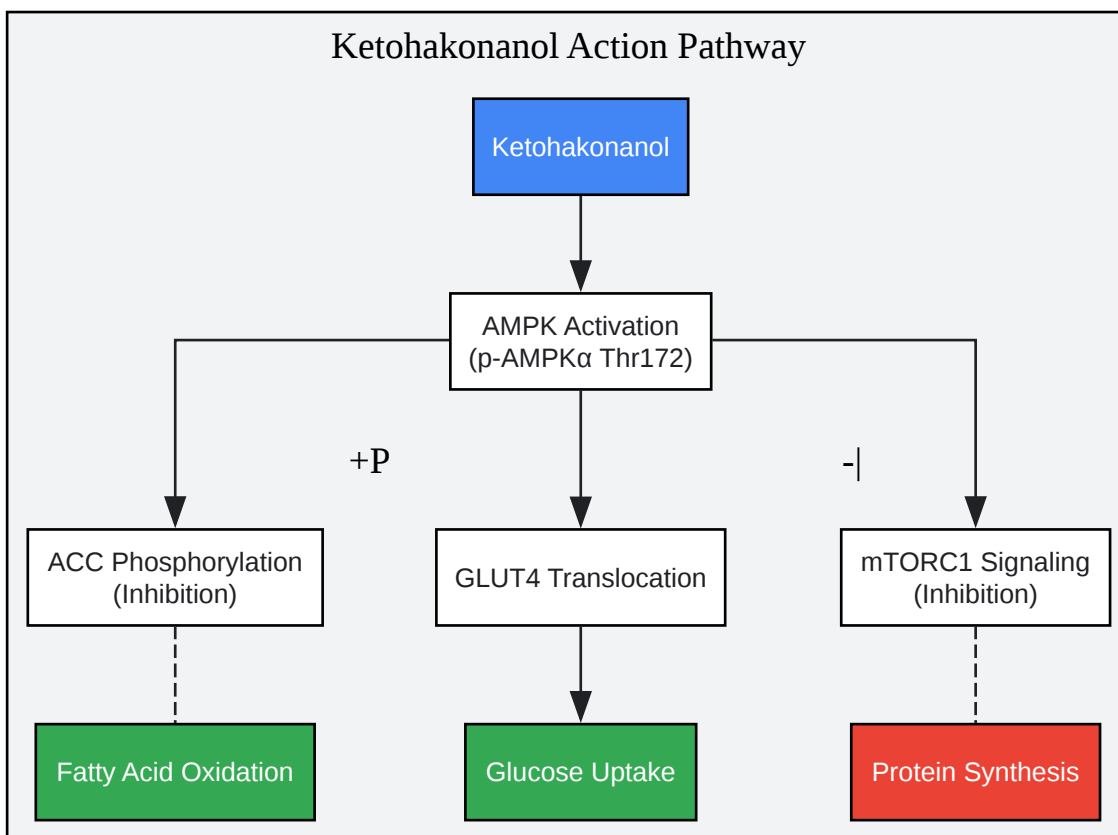 Ketohakonanol Action Pathway
Ketohakonanol
AMPK Activation
(p-AMPKα Thr172)
+P
-|
ACC Phosphorylation
(Inhibition)
GLUT4 Translocation
mTORC1 Signaling
(Inhibition)
Fatty Acid Oxidation
Glucose Uptake
Protein Synthesis